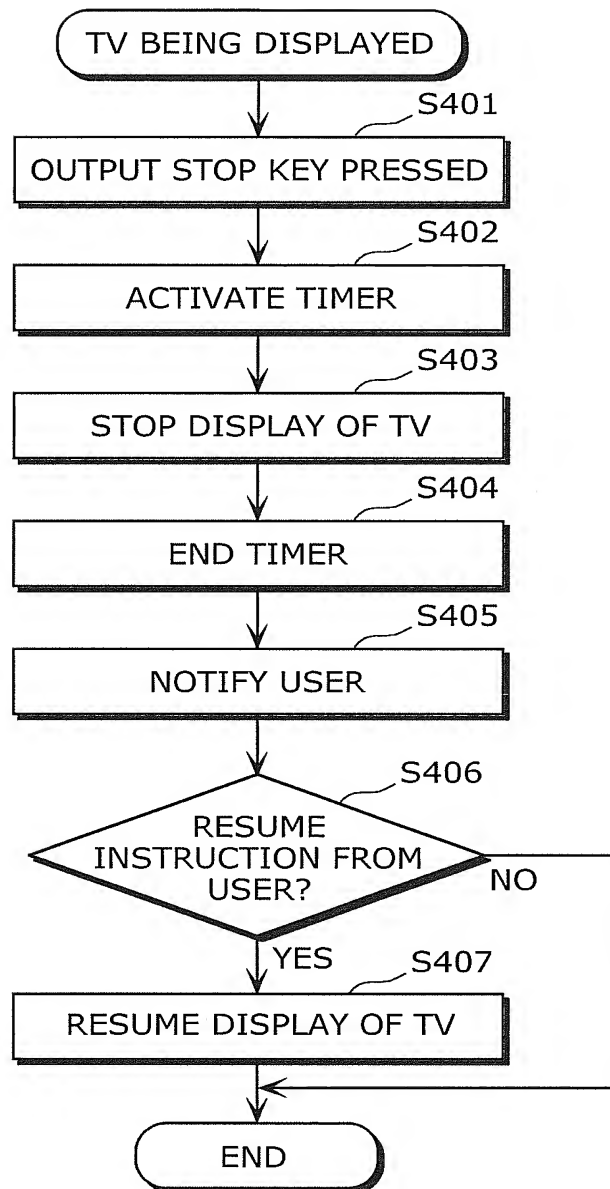 TV BEING DISPLAYED
S401
OUTPUT STOP KEY PRESSED
S402
ACTIVATE TIMER
S403
STOP DISPLAY OF TV
S404
END TIMER
S405
NOTIFY USER
S406
RESUME
INSTRUCTION FROM
USER?
NO
YES
S407
RESUME DISPLAY OF TV
END